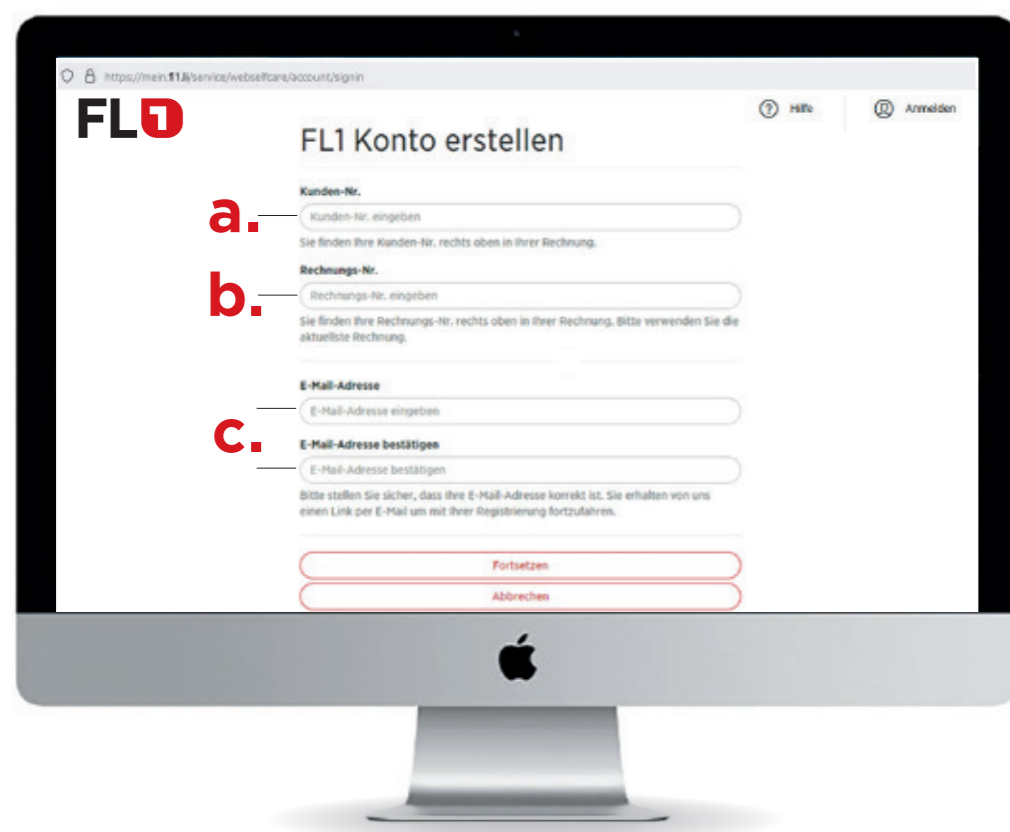 https://mein.fl1.li/service/webselfcare/account/signin
FL1
Hilfe
Anmelden
FL1 Konto erstellen
Kunden-Nr.
a.
Kunden-Nr. eingeben
Sie finden Ihre Kunden-Nr. rechts oben in Ihrer Rechnung.
Rechnungs-Nr.
b.
Rechnungs-Nr. eingeben
Sie finden Ihre Rechnungs-Nr. rechts oben in Ihrer Rechnung. Bitte verwenden Sie die
aktuellste Rechnung.
E-Mail-Adresse
E-Mail-Adresse eingeben
c.
E-Mail-Adresse bestätigen
E-Mail-Adresse bestätigen
Bitte stellen Sie sicher, dass Ihre E-Mail-Adresse korrekt ist. Sie erhalten von uns
einen Link per E-Mail um mit Ihrer Registrierung fortzufahren.
Fortsetzen
Abbrechen